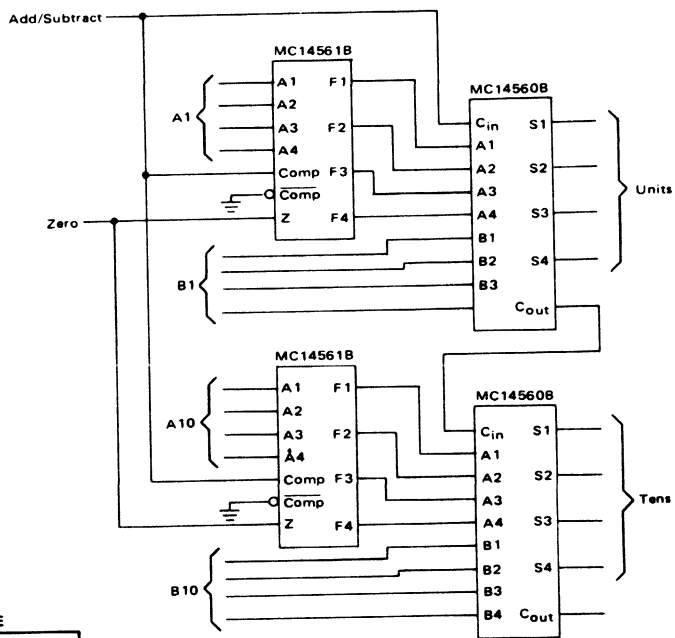 Add/Subtract
MC14561B
A1
A1 F1
A2
A3 F2
A4
Comp F3
Comp
Z F4
Zero
B1
MC14560B
Cin S1
A1
A2 S2
A3
A4 S3
B1
B2 S4
B3
Cout
Units
MC14561B
A10
A1 F1
A2
A3 F2
A4
Comp F3
Comp
Z F4
B10
MC14560B
Cin S1
A1
A2 S2
A3
A4 S3
B1
B2 S4
B3
B4 Cout
Tens
E